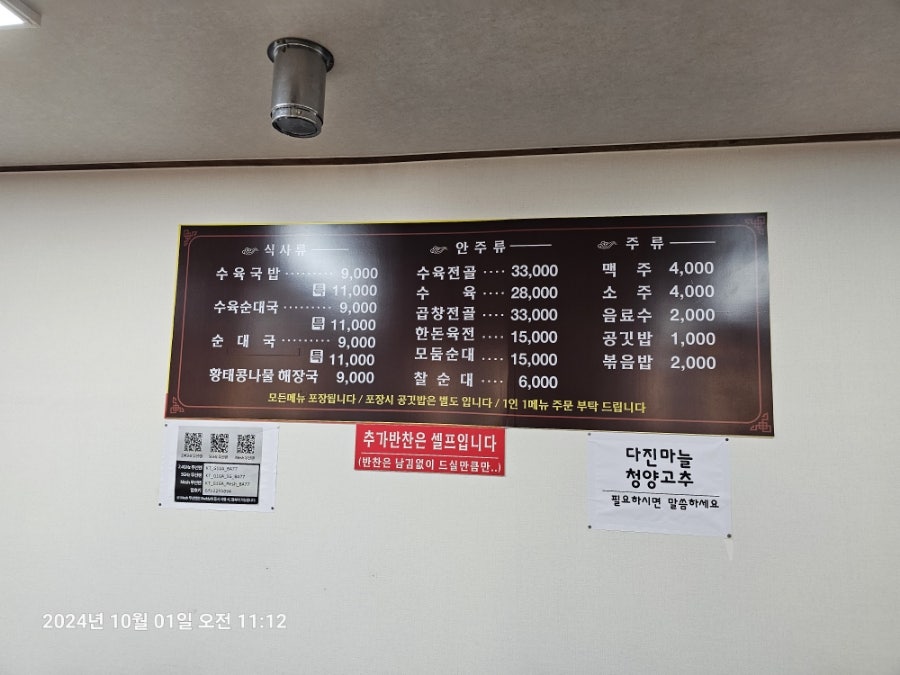 식사류
수육국밥 ········· 9,000
특 11,000
수육순대국 ········· 9,000
특 11,000
순대국 ········· 9,000
특 11,000
황태콩나물 해장국 9,000
안주류
수육전골 ···· 33,000
수육 ···· 28,000
곱창전골 ···· 33,000
한돈육전 ···· 15,000
모둠순대 ···· 15,000
찰순대 ···· 6,000
주류
맥주 4,000
소주 4,000
음료수 2,000
공깃밥 1,000
볶음밥 2,000
모든메뉴 포장됩니다 / 포장시 공깃밥은 별도 입니다 / 1인 1메뉴 주문 부탁 드립니다
추가반찬은 셀프입니다
(반찬은 남김없이 드실만큼만..)
다진마늘
청양고추
필요하시면 말씀하세요
2024년 10월 01일 오전 11:12